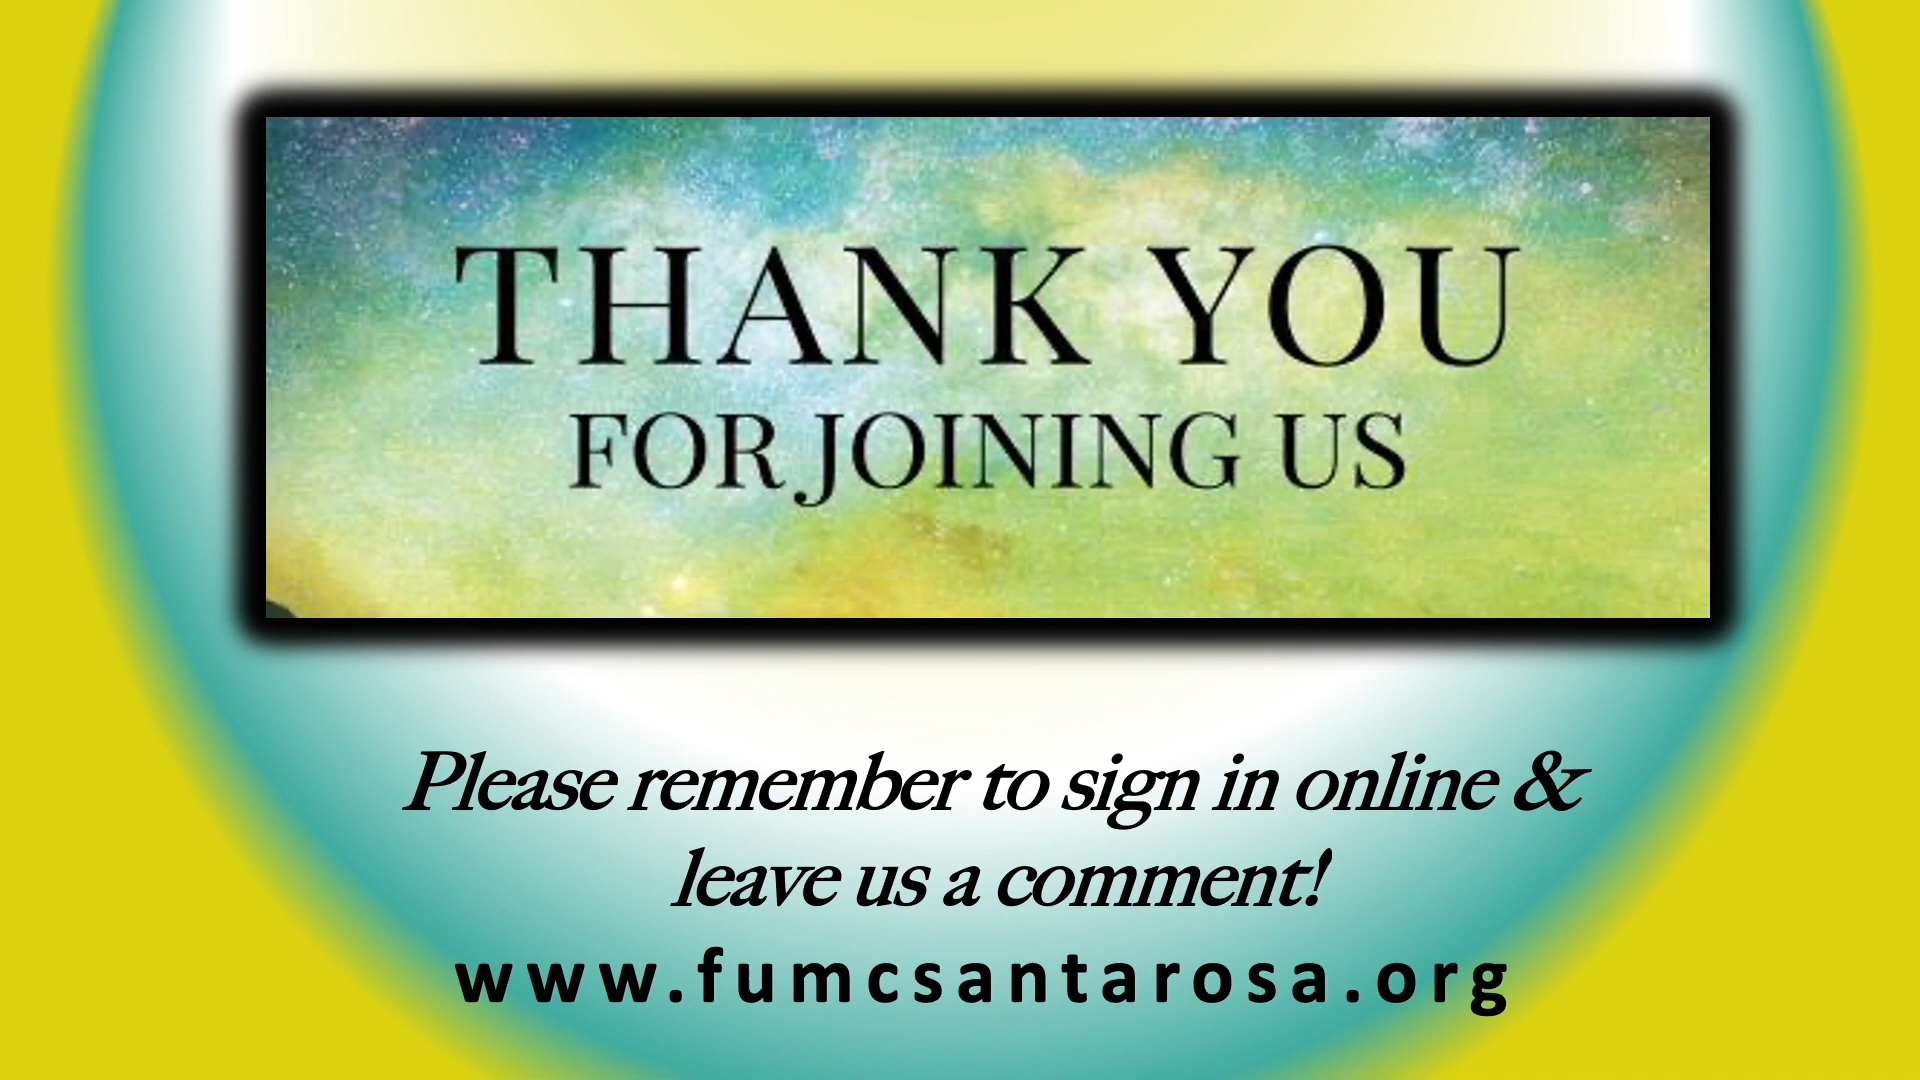 THANK YOU
FOR JOINING US
Please remember to sign in online &
leave us a comment!
www.fumcsantarosa.org